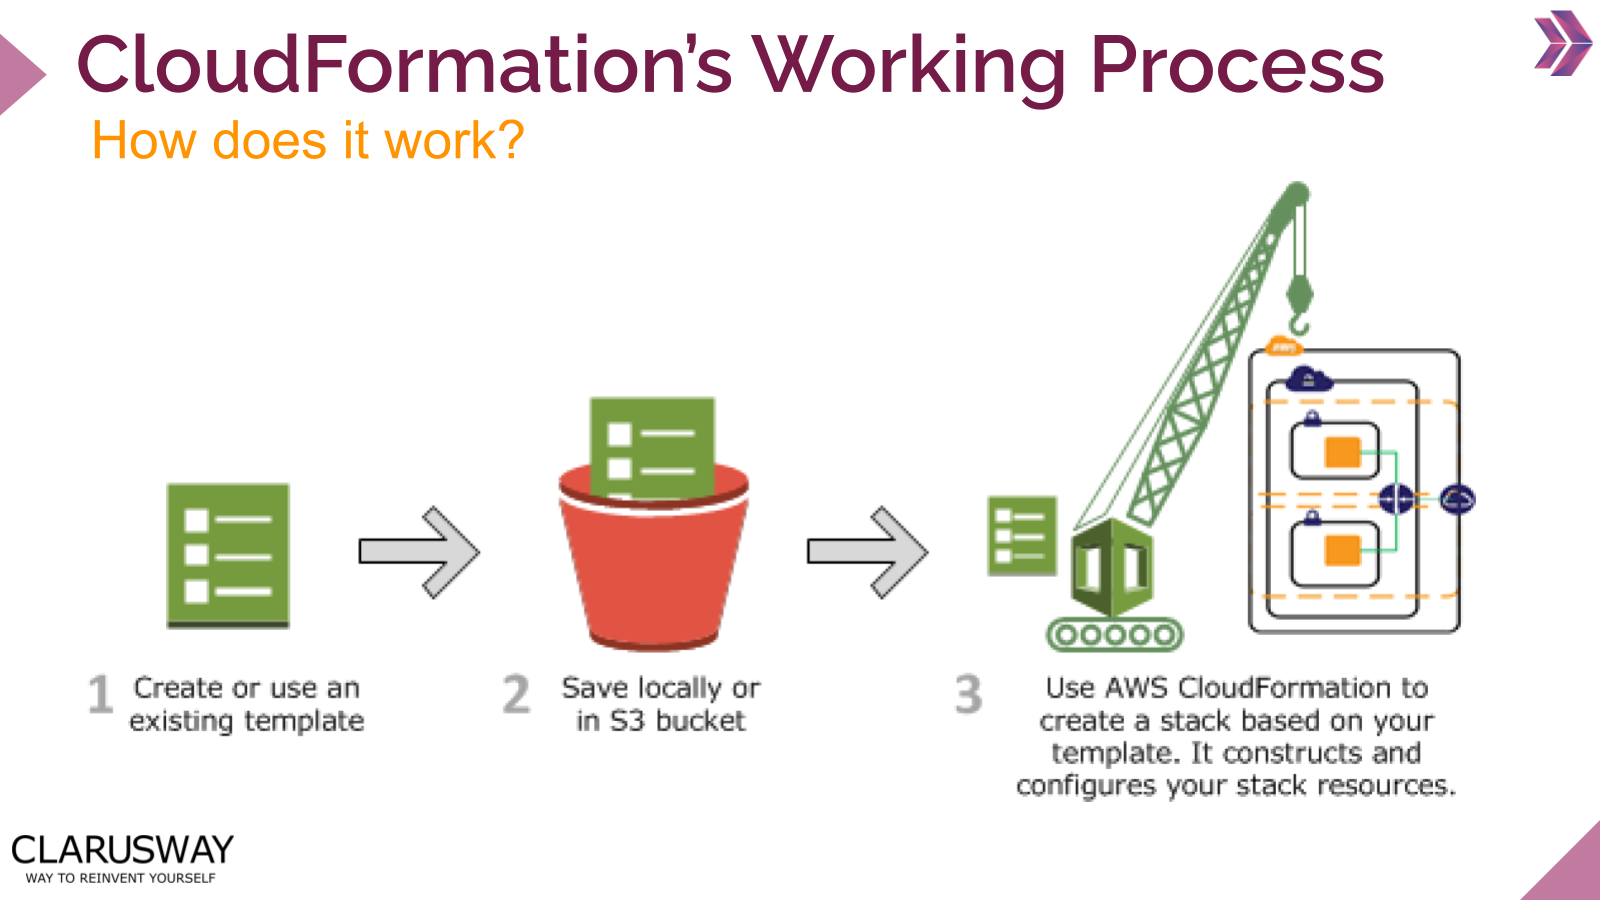 CloudFormation’s Working Process
How does it work?
aws
1 Create or use an
existing template
2 Save locally or
in S3 bucket
3 Use AWS CloudFormation to
create a stack based on your
template. It constructs and
configures your stack resources.
CLARUSWAY
WAY TO REINVENT YOURSELF